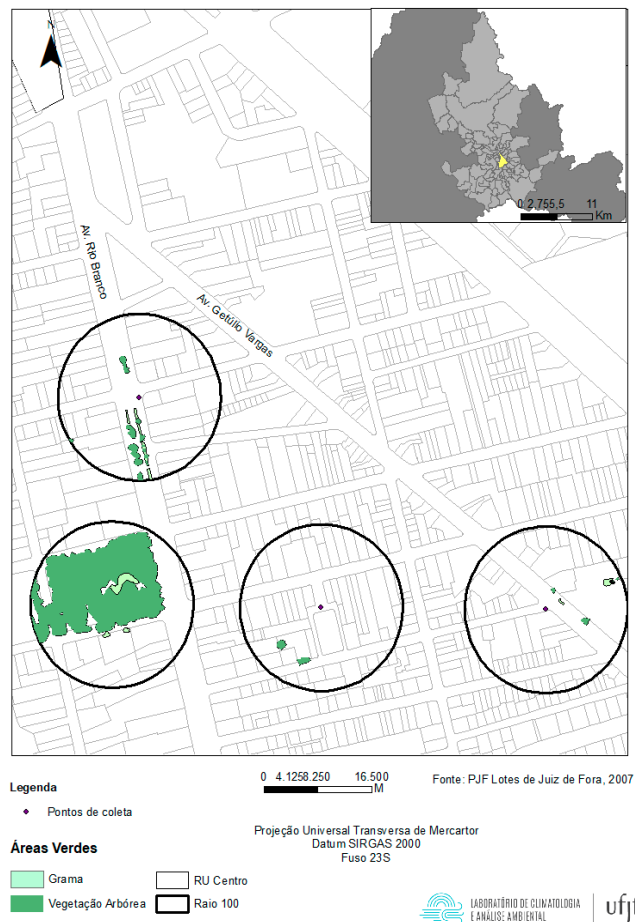 N
0 2.755,5 11
Km
Av. Rio Branco
Av. Getúllo Vargas
Legenda
Pontos de coleta
0 4.1258.250 16.500
M
Fonte: PJF Lotes de Juiz de Fora, 2007
Projeção Universal Transversa de Mercartor
Datum SIRGAS 2000
Fuso 23S
Áreas Verdes
Grama
RU Centro
Vegetação Arbórea
Raio 100
LABORATÓRIO DE CLIMATOLOGIA
E ANÁLISE AMBIENTAL